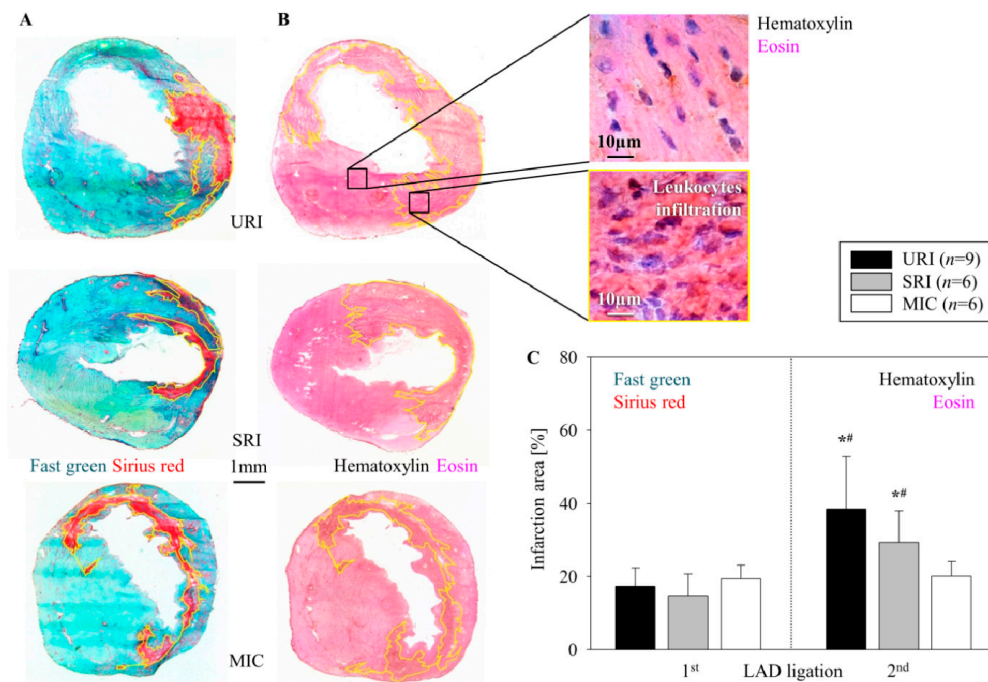 A
B
Hematoxylin
Eosin
10μm
Leukocytes
infiltration
10μm
URI
URI (n=9)
SRI (n=6)
MIC (n=6)
SRI
Fast green Sirius red
1mm
Hematoxylin Eosin
MIC
C
80
60
40
20
0
Infarction area [%]
Fast green
Sirius red
Hematoxylin
Eosin
*#
*#
1st LAD ligation 2nd